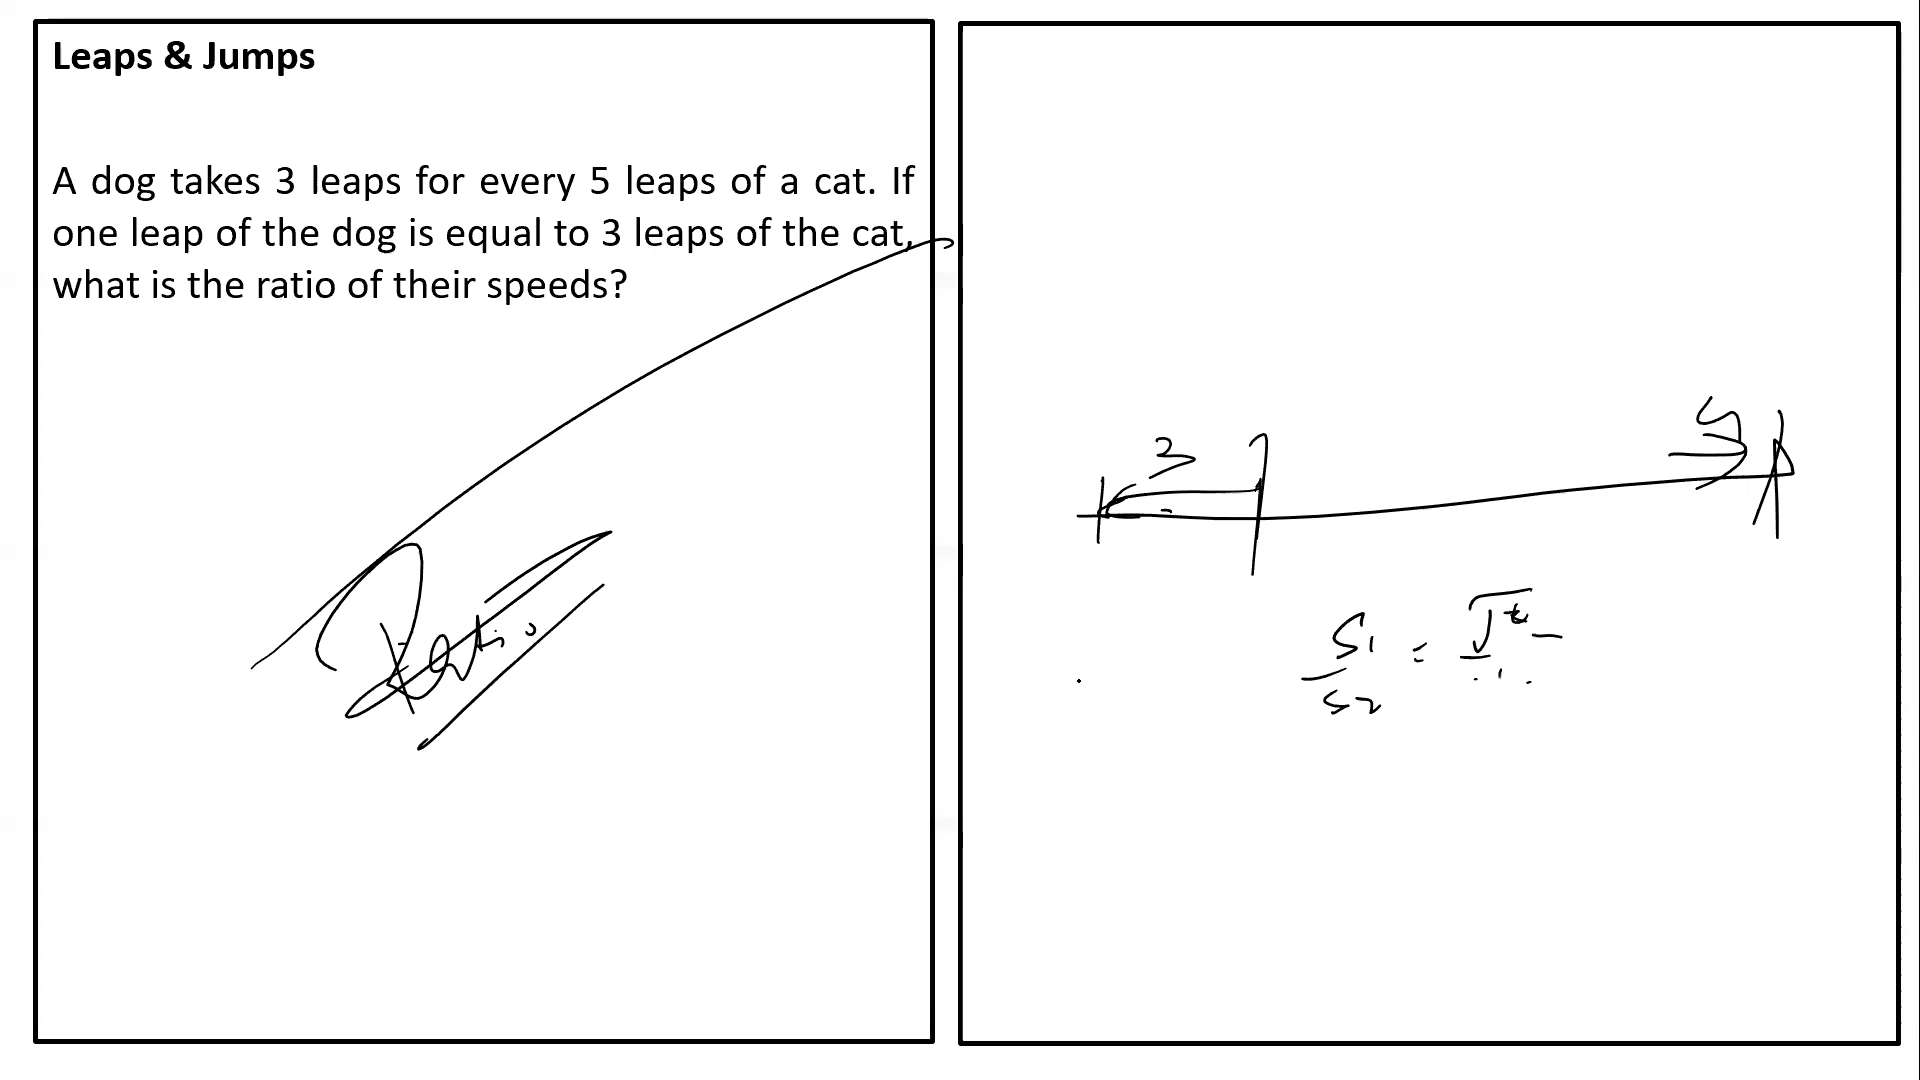 Leaps & Jumps
A dog takes 3 leaps for every 5 leaps of a cat. If
one leap of the dog is equal to 3 leaps of the cat,
what is the ratio of their speeds?
Ratio
3
S1
S2
=